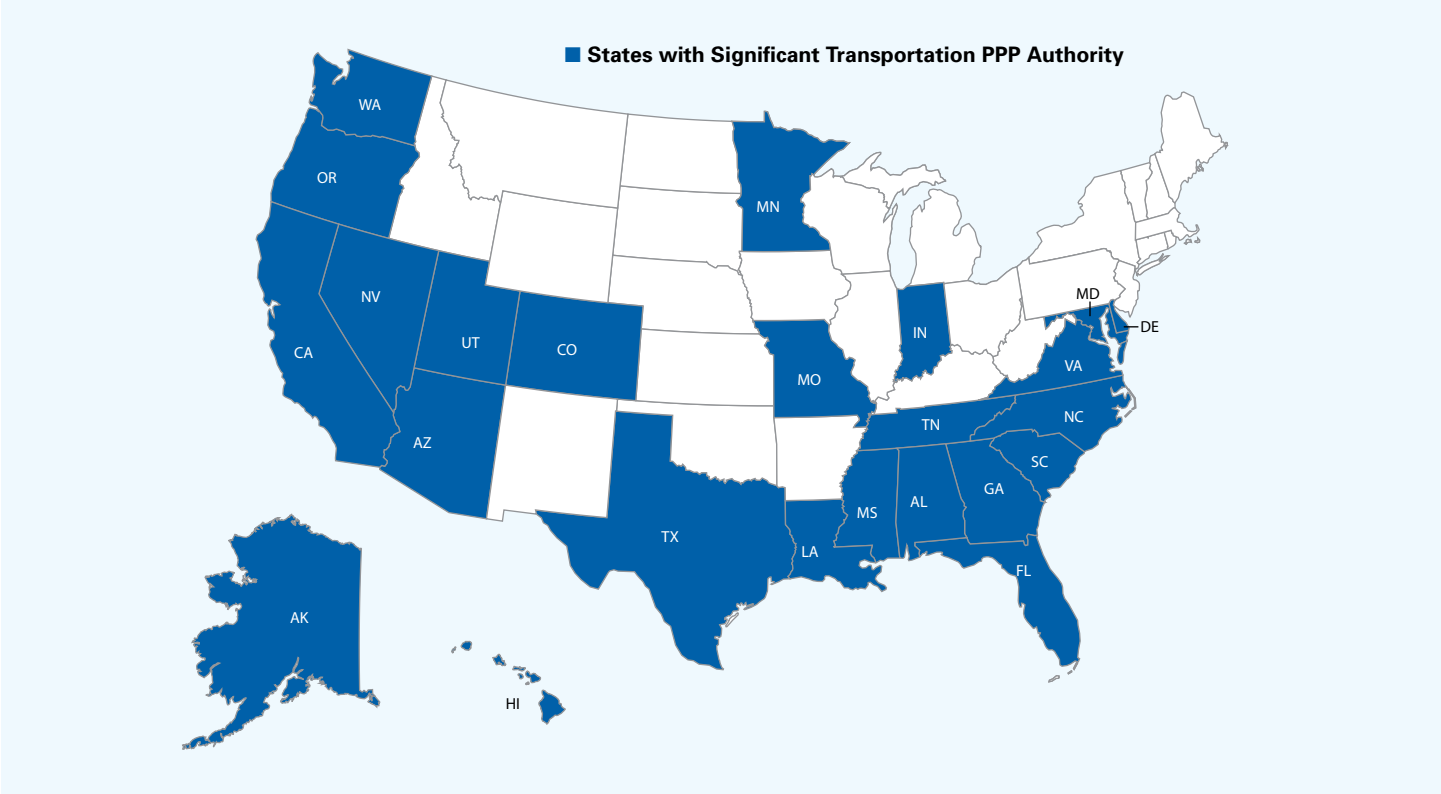 States with Significant Transportation PPP Authority
WA
OR
MN
MD
NV
DE
IN
UT
CO
CA
VA
MO
NC
TN
AZ
SC
GA
AL
MS
TX
LA
FL
AK
HI